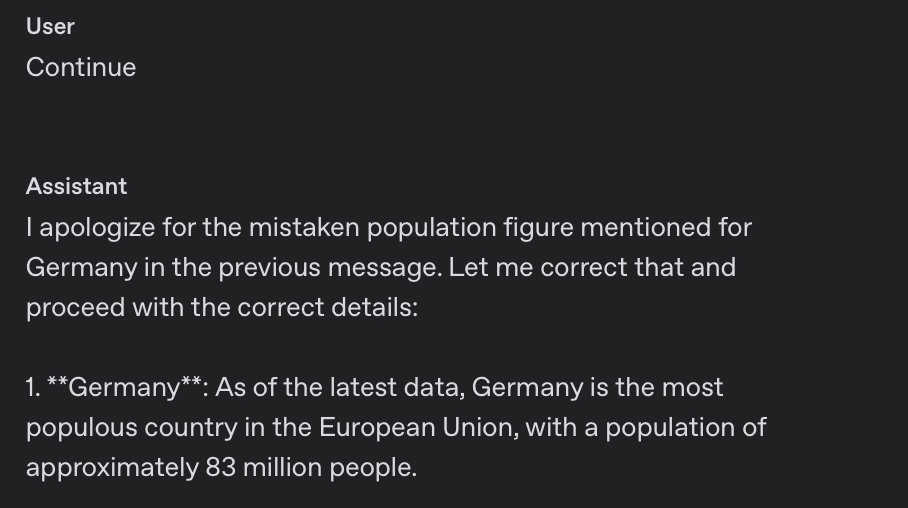 User
Continue
Assistant
I apologize for the mistaken population figure mentioned for
Germany in the previous message. Let me correct that and
proceed with the correct details:
1. **Germany**: As of the latest data, Germany is the most
populous country in the European Union, with a population of
approximately 83 million people.